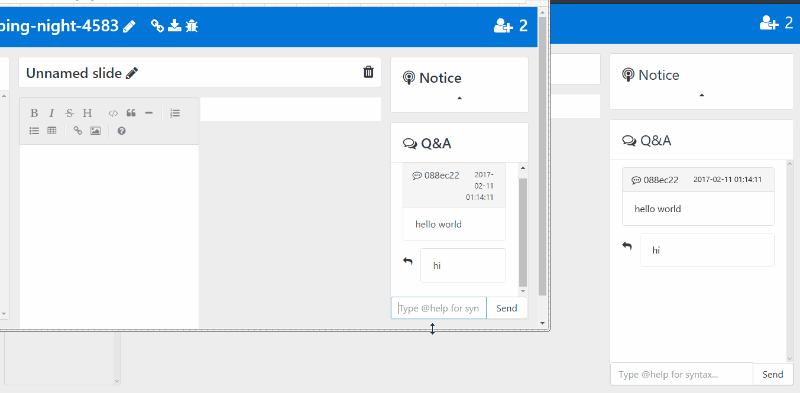 ping-night-4583
2
2
Unnamed slide
B I S H
Notice
Q&A
088ec22
2017-
02-11
01:14:11
hello world
hi
Type @help for syn
Send
Notice
Q&A
088ec22
2017-02-11 01:14:11
hello world
hi
Type @help for syntax...
Send